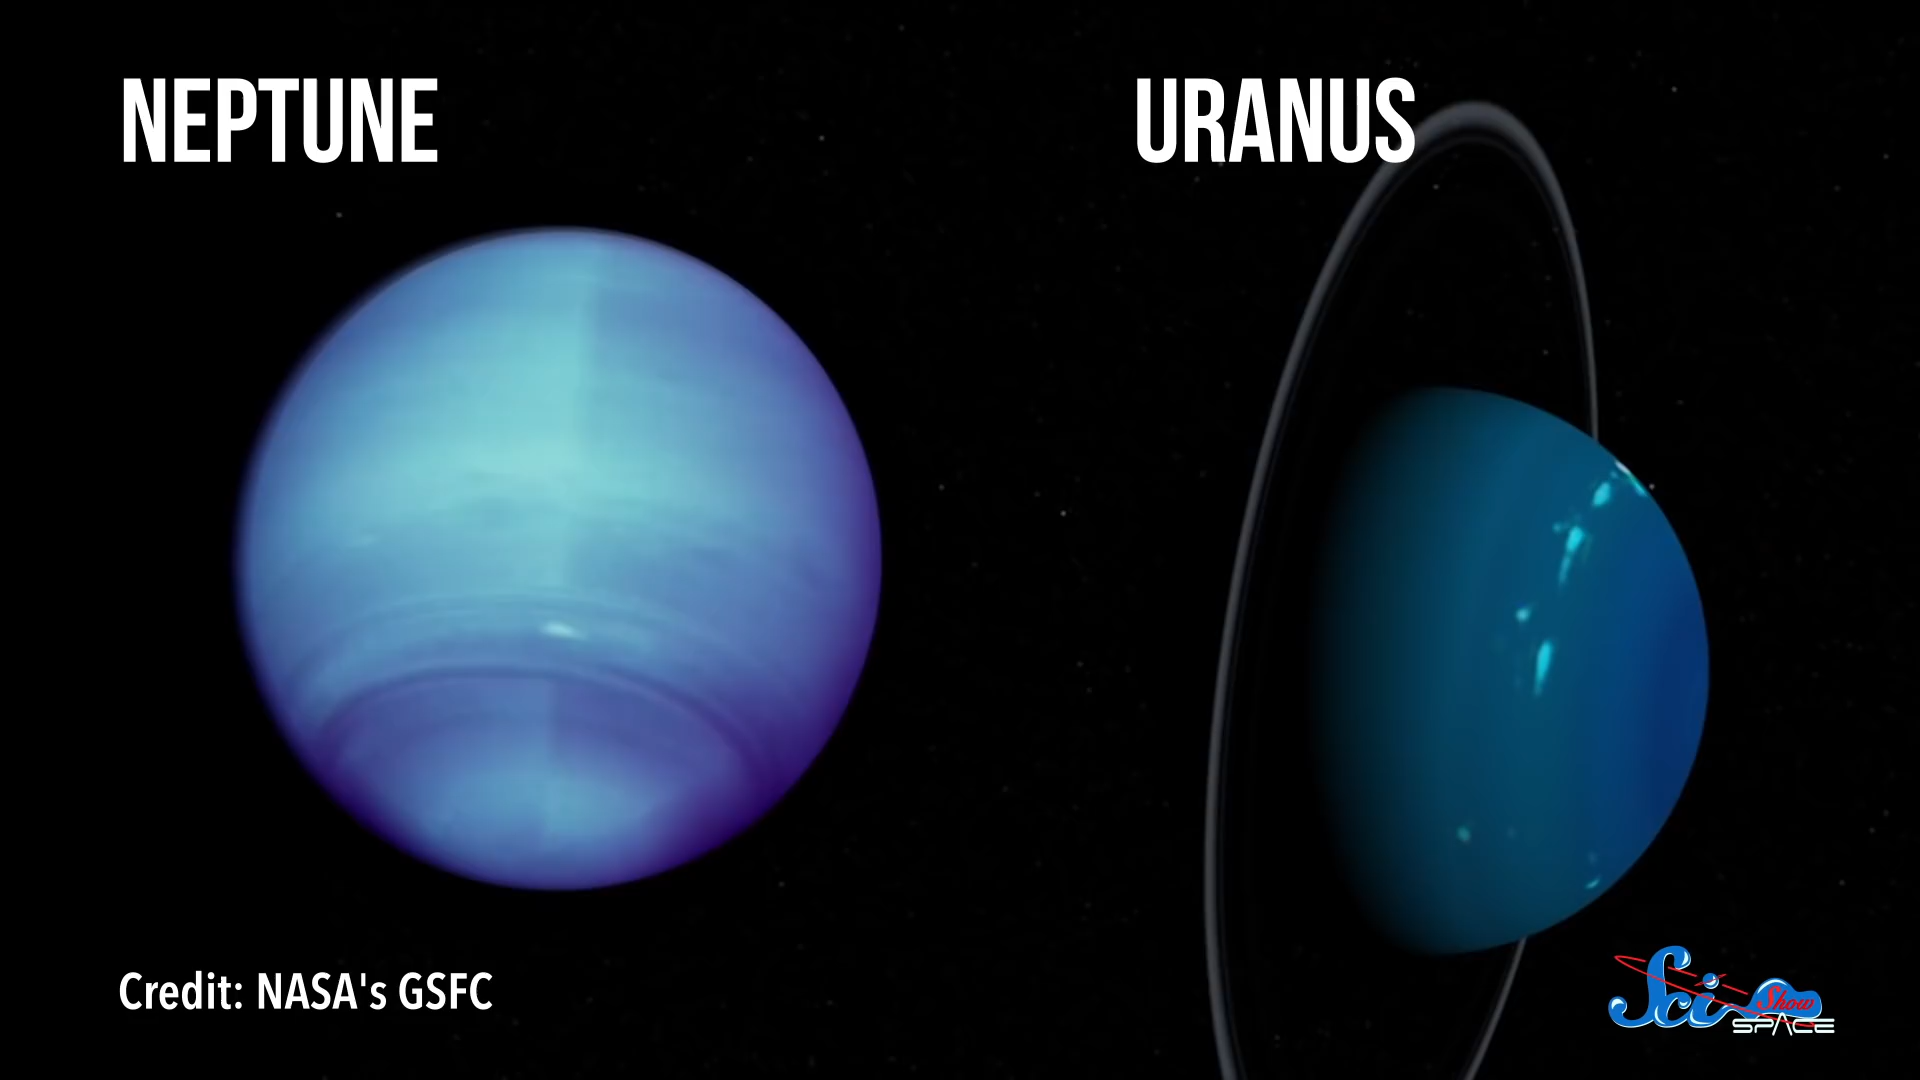 NEPTUNE
URANUS
Credit: NASA's GSFC
Sci Show
SPACE